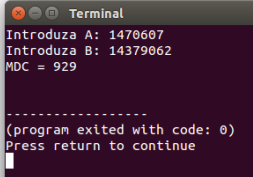 Terminal
Introduza A: 1470607
Introduza B: 14379062
MDC = 929
------------------
(program exited with code: 0)
Press return to continue